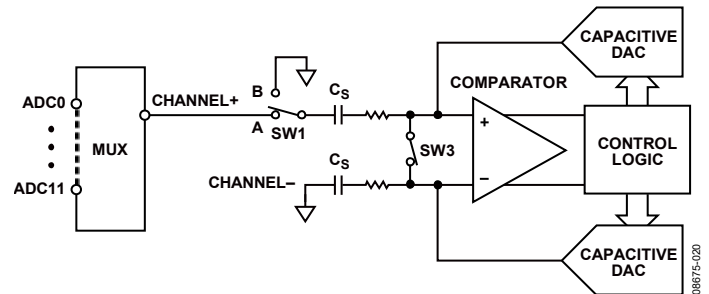 CAPACITIVE
DAC
COMPARATOR
B
CS
ADC0
CHANNEL+
A
SW1
+
MUX
SW3
CONTROL
LOGIC
CS
–
ADC11
CHANNEL–
CAPACITIVE
DAC
08675-020